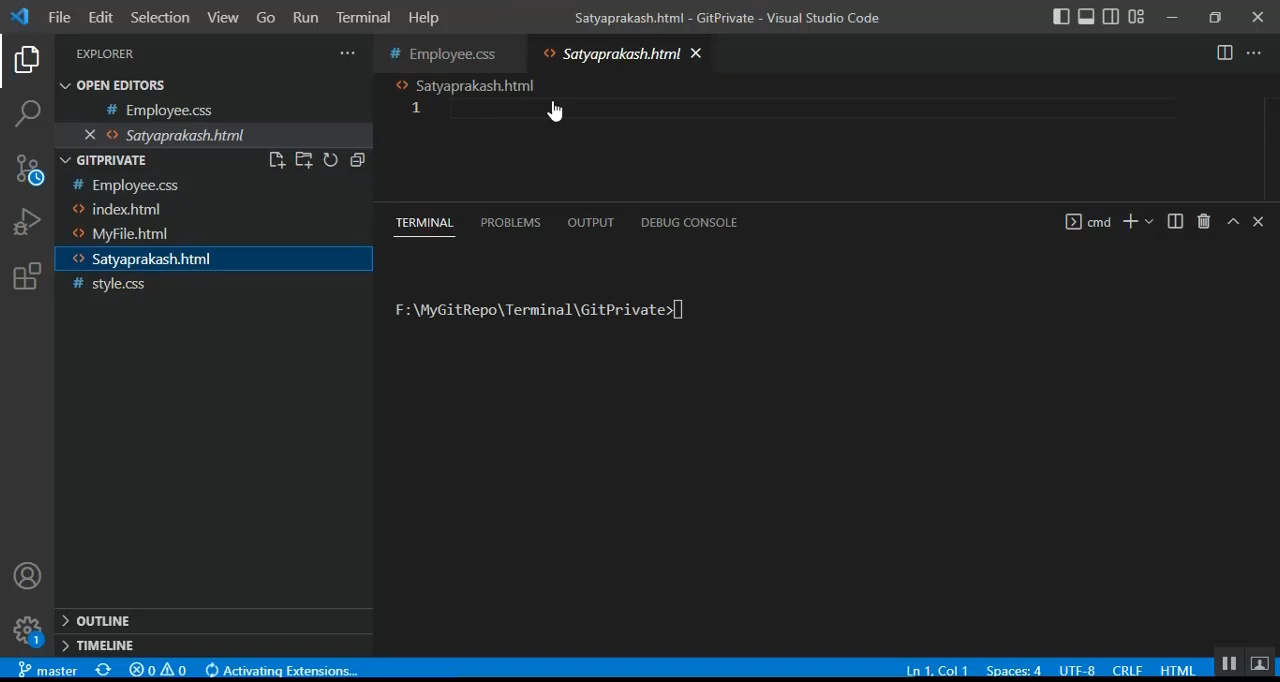 File Edit Selection View Go Run Terminal Help Satyaprakash.html - GitPrivate - Visual Studio Code
EXPLORER
OPEN EDITORS
Employee.css
Satyaprakash.html
GITPRIVATE
Employee.css
index.html
MyFile.html
Satyaprakash.html
style.css
OUTLINE
TIMELINE
# Employee.css <> Satyaprakash.html
<> Satyaprakash.html
1
TERMINAL PROBLEMS OUTPUT DEBUG CONSOLE cmd
F:\MyGitRepo\Terminal\GitPrivate>
1
master 0 0 Activating Extensions... Ln 1, Col 1 Spaces: 4 UTF-8 CRLF HTML